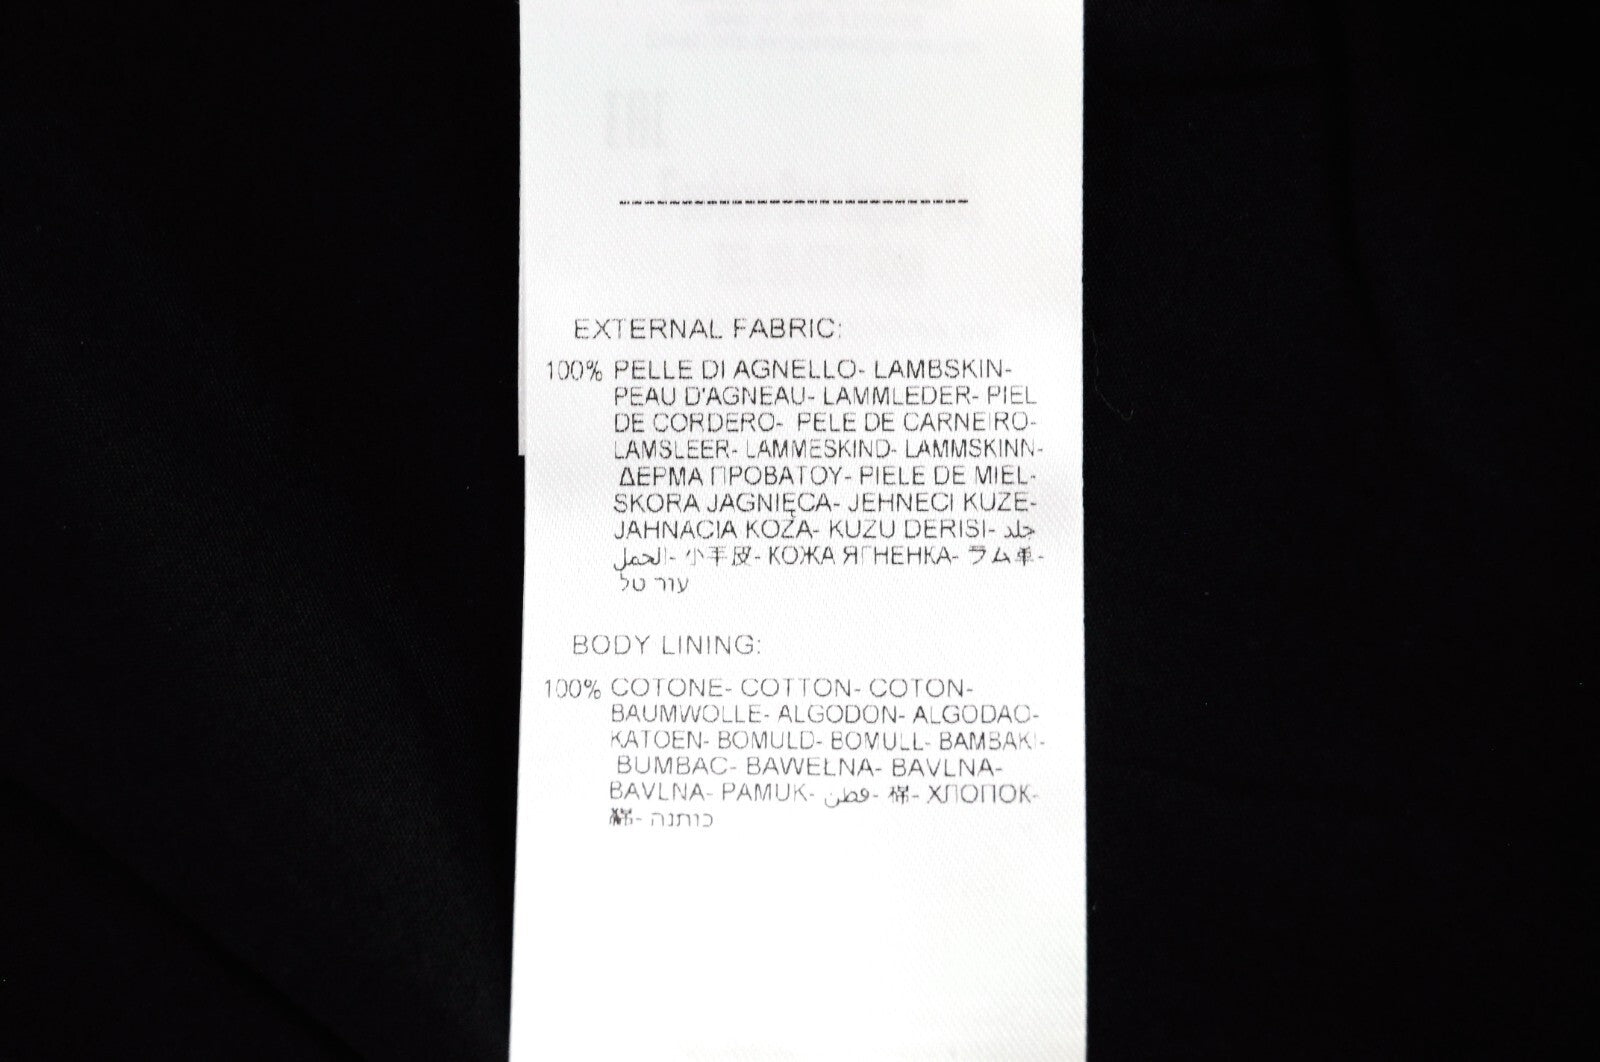 EXTERNAL FABRIC:
100% PELLE DI AGNELLO- LAMBSKIN-
PEAU D'AGNEAU- LAMMLEDER- PIEL
DE CORDERO- PELE DE CARNEIRO-
LAMSLEER- LAMMESKIND- LAMMSKINN-
ΔΕΡΜΑ ΠΡΟΒΑΤΟΥ- PIELE DE MIEL-
SKORA JAGNIĘCA- JEHNECI KUZE-
JAHNACIA KOZA- KUZU DERISI- جلد
الحمل- 小羊皮- КОЖА ЯГНЕНКА- ラム革-
עור טל
BODY LINING:
100% COTONE- COTTON- COTON-
BAUMWOLLE- ALGODON- ALGODAO-
KATOEN- BOMULD- BOMULL- BAMBAKI-
BUMBAC- BAWEŁNA- BAVLNA-
BAVLNA- PAMUK- قطن- 棉- ХЛОПОК-
綿- כותנה